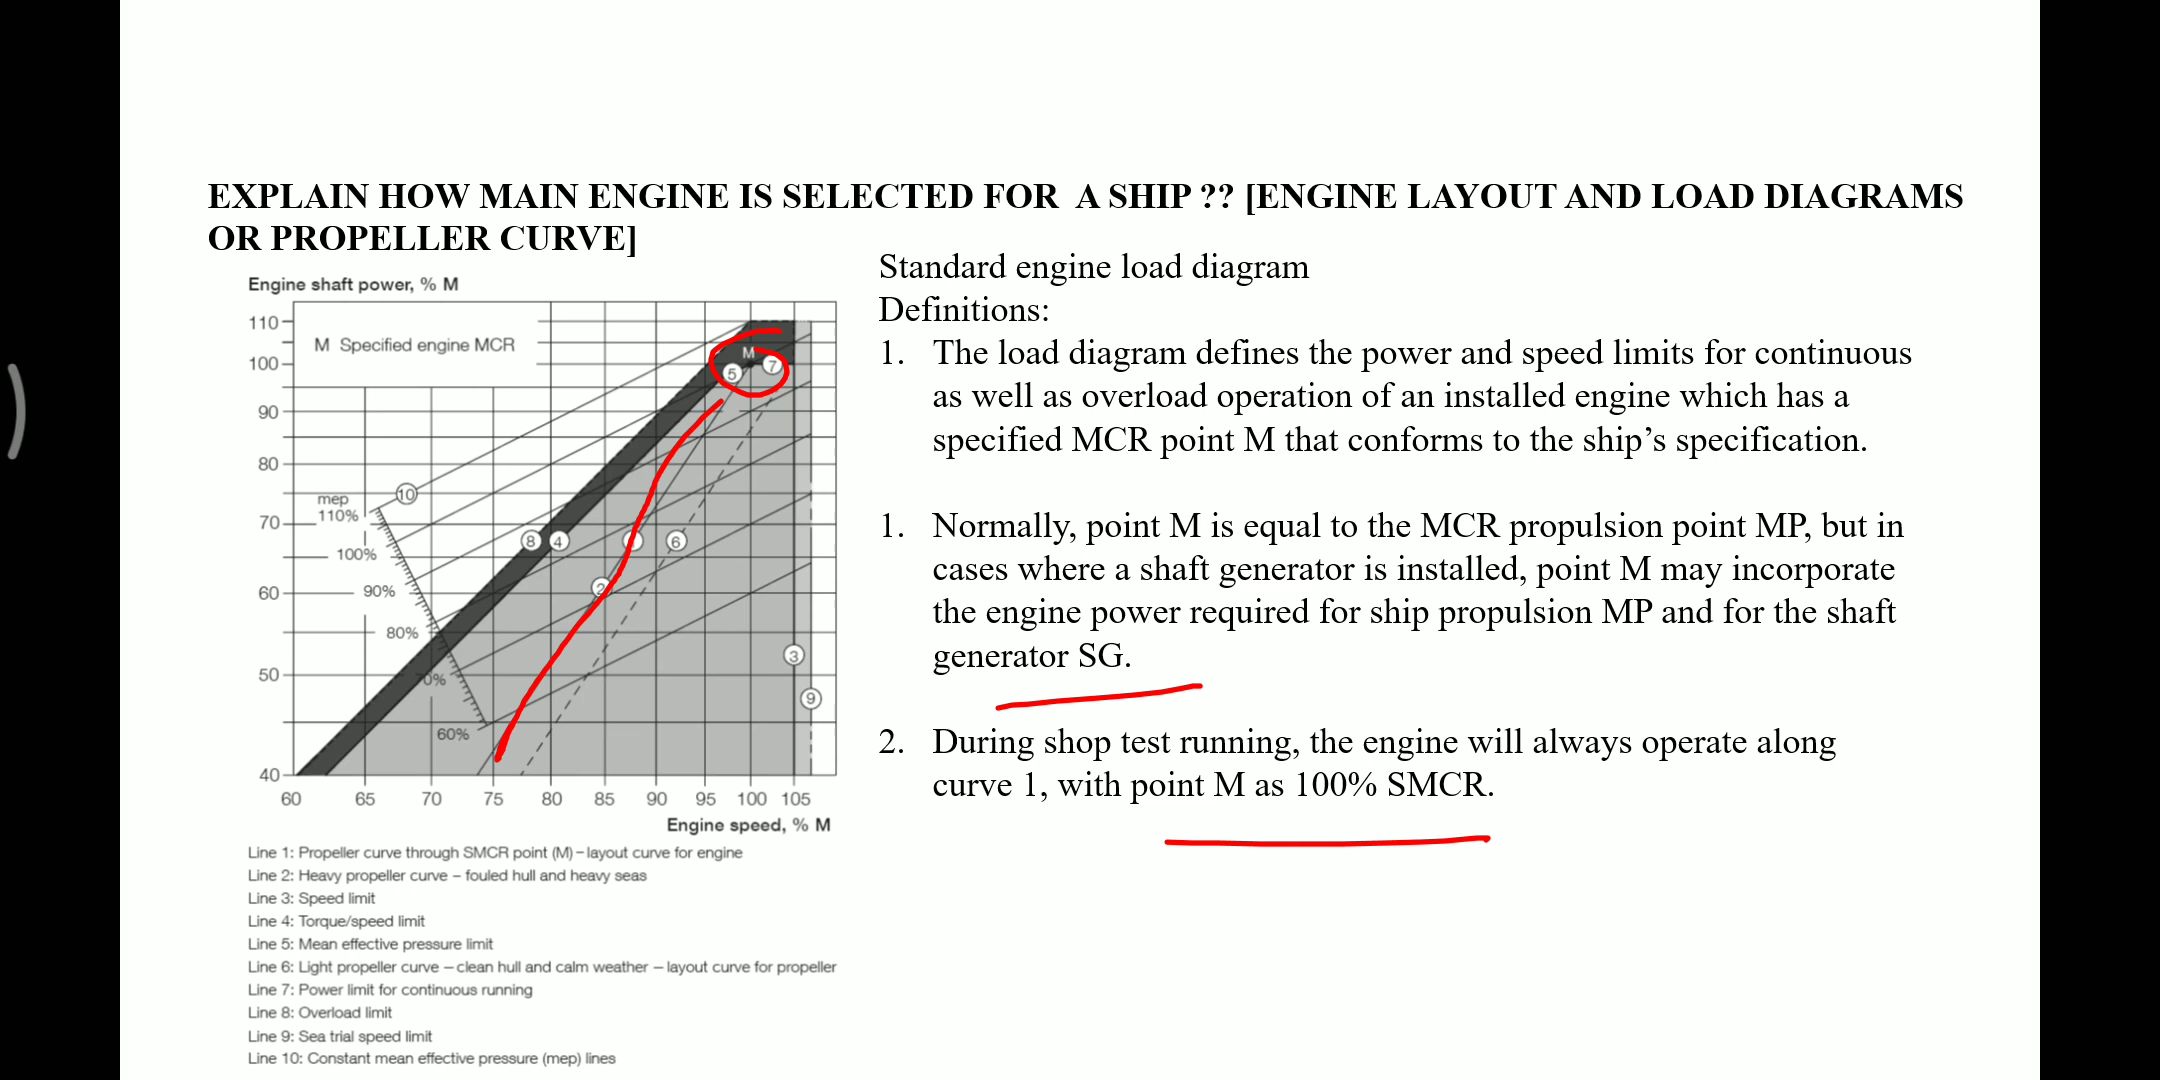 EXPLAIN HOW MAIN ENGINE IS SELECTED FOR A SHIP ?? [ENGINE LAYOUT AND LOAD DIAGRAMS
OR PROPELLER CURVE]
Engine shaft power, % M
M Specified engine MCR
110
100
90
80
70
60
50
40
mep
110%
100%
90%
80%
70%
60%
M
5
7
10
8
4
6
2
3
9
60 65 70 75 80 85 90 95 100 105
Engine speed, % M
Line 1: Propeller curve through SMCR point (M) – layout curve for engine
Line 2: Heavy propeller curve – fouled hull and heavy seas
Line 3: Speed limit
Line 4: Torque/speed limit
Line 5: Mean effective pressure limit
Line 6: Light propeller curve – clean hull and calm weather – layout curve for propeller
Line 7: Power limit for continuous running
Line 8: Overload limit
Line 9: Sea trial speed limit
Line 10: Constant mean effective pressure (mep) lines
Standard engine load diagram
Definitions:
1. The load diagram defines the power and speed limits for continuous
as well as overload operation of an installed engine which has a
specified MCR point M that conforms to the ship’s specification.
1. Normally, point M is equal to the MCR propulsion point MP, but in
cases where a shaft generator is installed, point M may incorporate
the engine power required for ship propulsion MP and for the shaft
generator SG.
2. During shop test running, the engine will always operate along
curve 1, with point M as 100% SMCR.